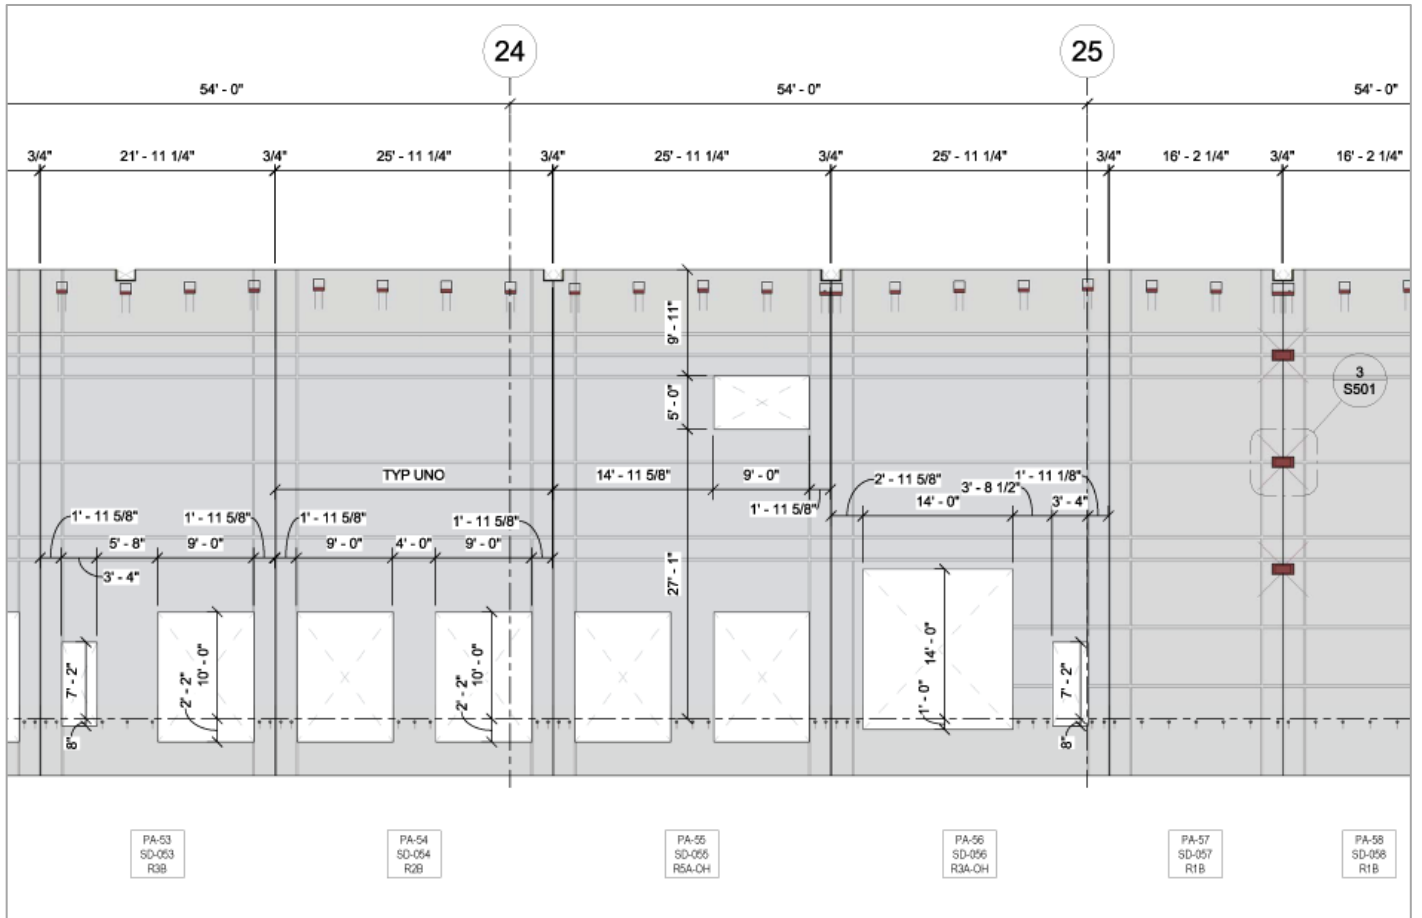 24
25
54' - 0"
54' - 0"
54' - 0"
3/4"
21' - 11 1/4"
3/4"
25' - 11 1/4"
3/4"
25' - 11 1/4"
3/4"
25' - 11 1/4"
3/4"
16' - 2 1/4"
3/4"
16' - 2 1/4"
9' - 11"
5' - 0"
3
S501
TYP UNO
14' - 11 5/8"
9' - 0"
1' - 11 5/8"
2' - 11 5/8"
1' - 11 1/8"
3' - 8 1/2"
14' - 0"
3' - 4"
1' - 11 5/8"
1' - 11 5/8"
1' - 11 5/8"
1' - 11 5/8"
5' - 8"
9' - 0"
9' - 0"
4' - 0"
9' - 0"
3' - 4"
27' - 1"
7' - 2"
8"
2' - 2"
10' - 0"
2' - 2"
10' - 0"
1' - 0"
14' - 0"
7' - 2"
8"
PA-53
SD-053
R3B
PA-54
SD-054
R2B
PA-55
SD-055
R5A-OH
PA-56
SD-056
R3A-OH
PA-57
SD-057
R1B
PA-58
SD-058
R1B